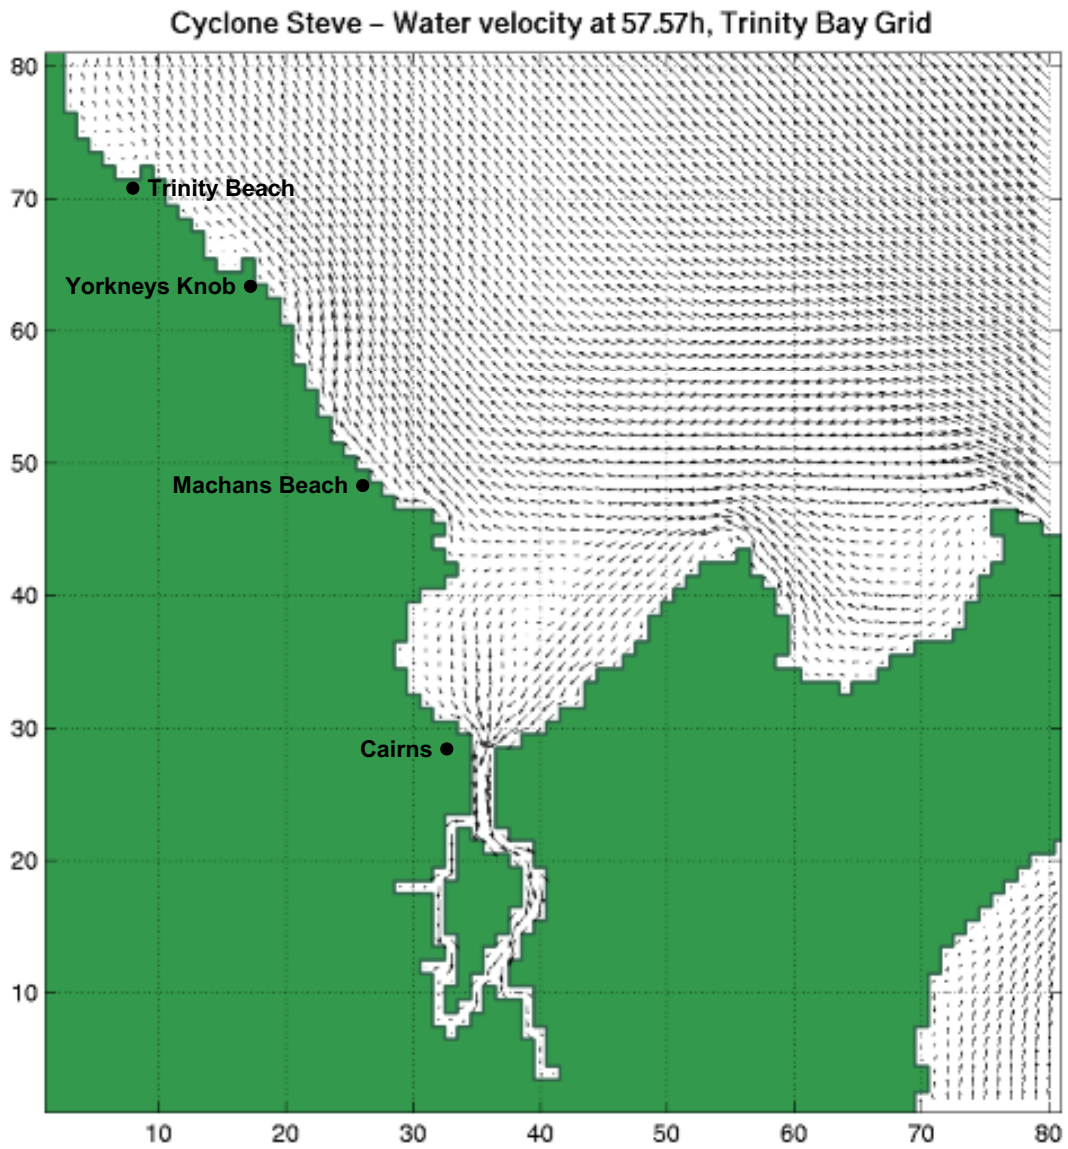 Cyclone Steve – Water velocity at 57.57h, Trinity Bay Grid
80
70
60
50
40
30
20
10
Trinity Beach
Yorkneys Knob
Machans Beach
Cairns
10 20 30 40 50 60 70 80